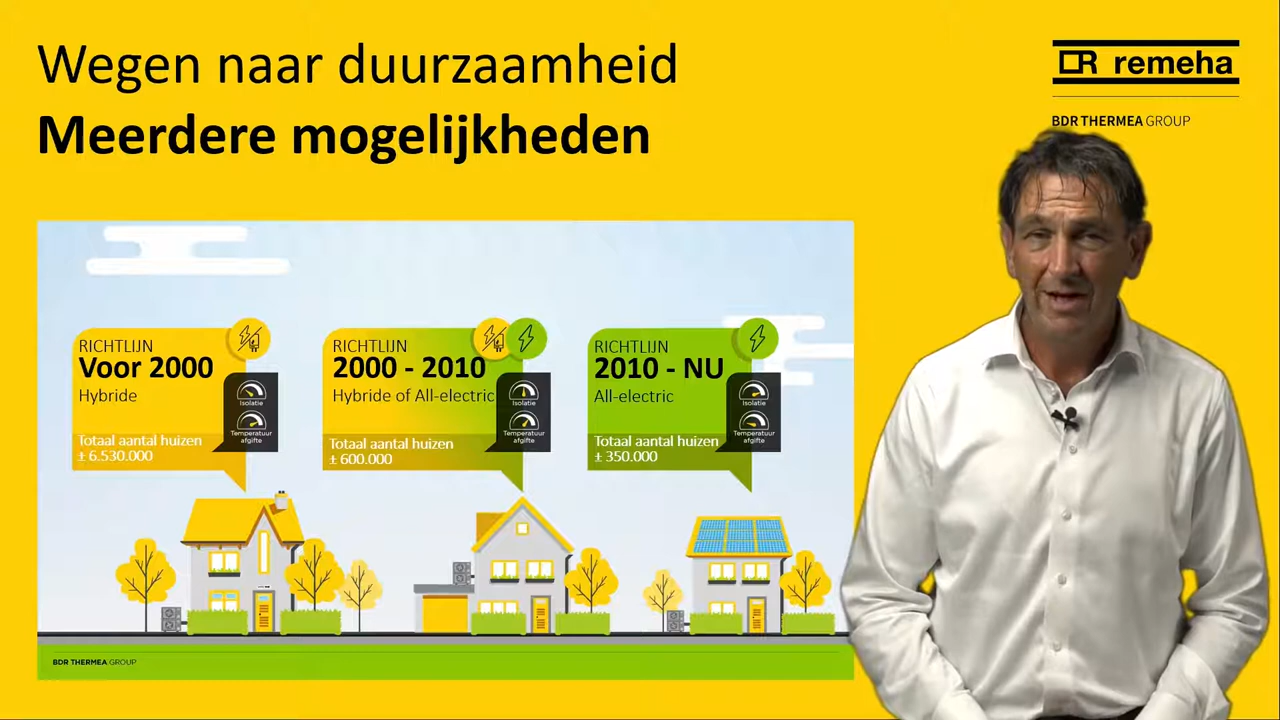 Wegen naar duurzaamheid
Meerdere mogelijkheden
remeha
BDR THERMEA GROUP
RICHTLIJN
Voor 2000
Hybride
Isolatie
Temperatuur
afgifte
Totaal aantal huizen
± 6.530.000
RICHTLIJN
2000 - 2010
Hybride of All-electric
Isolatie
Temperatuur
afgifte
Totaal aantal huizen
± 600.000
RICHTLIJN
2010 - NU
All-electric
Isolatie
Temperatuur
afgifte
Totaal aantal huizen
± 350.000
BDR THERMEA GROUP